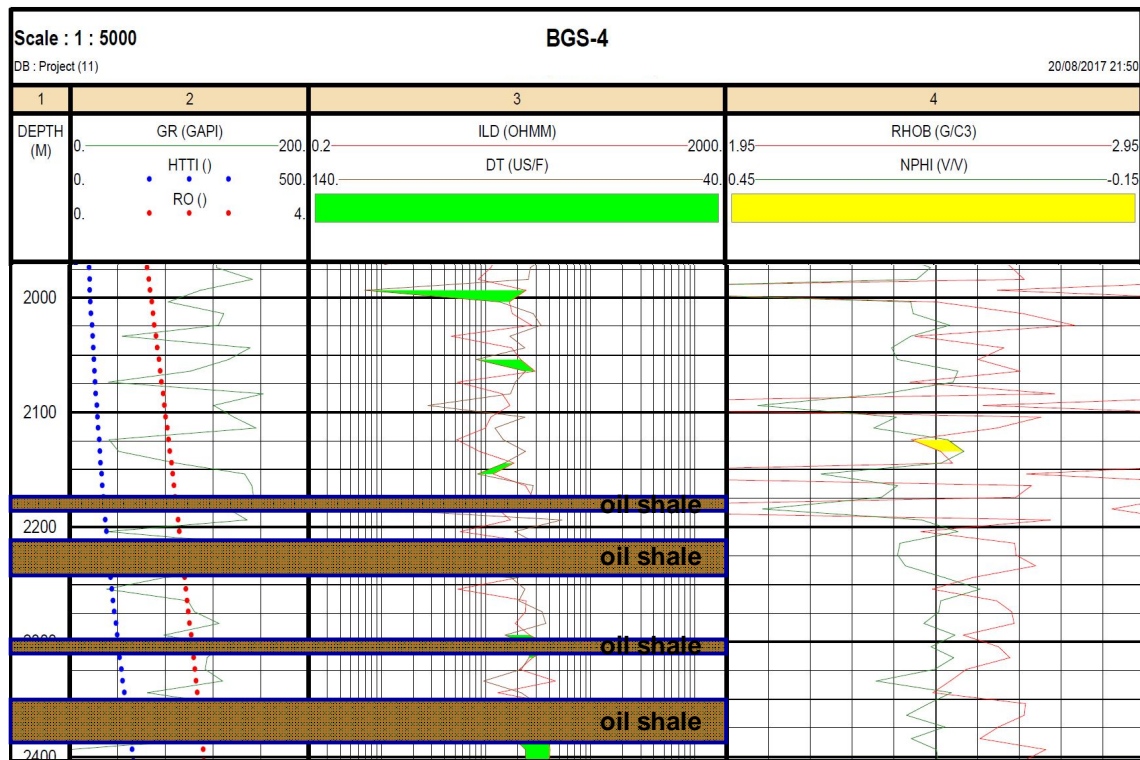 Scale : 1 : 5000
BGS-4
DB : Project (11)
20/08/2017 21:50
1 2 3 4
DEPTH (M)
GR (GAPI)
0. 200.
HTTI ()
0. 500.
RO ()
0. 4.
ILD (OHMM)
0.2 2000.
DT (US/F)
140. 40.
RHOB (G/C3)
1.95 2.95
NPHI (V/V)
0.45 -0.15
2000
2100
oil shale
2200
oil shale
oil shale
oil shale
2400